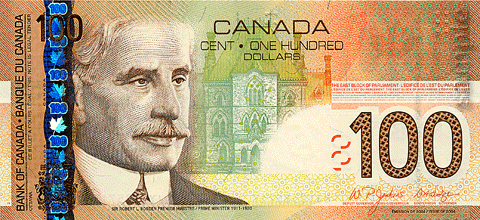 100
CANADA
CENT • ONE HUNDRED
DOLLARS
BANK OF CANADA • BANQUE DU CANADA
THE EAST BLOCK OF PARLIAMENT • L'ÉDIFICE DE L'EST DU PARLEMENT
100
SIR ROBERT L. BORDEN PREMIER MINISTRE / PRIME MINISTER 1911-1920